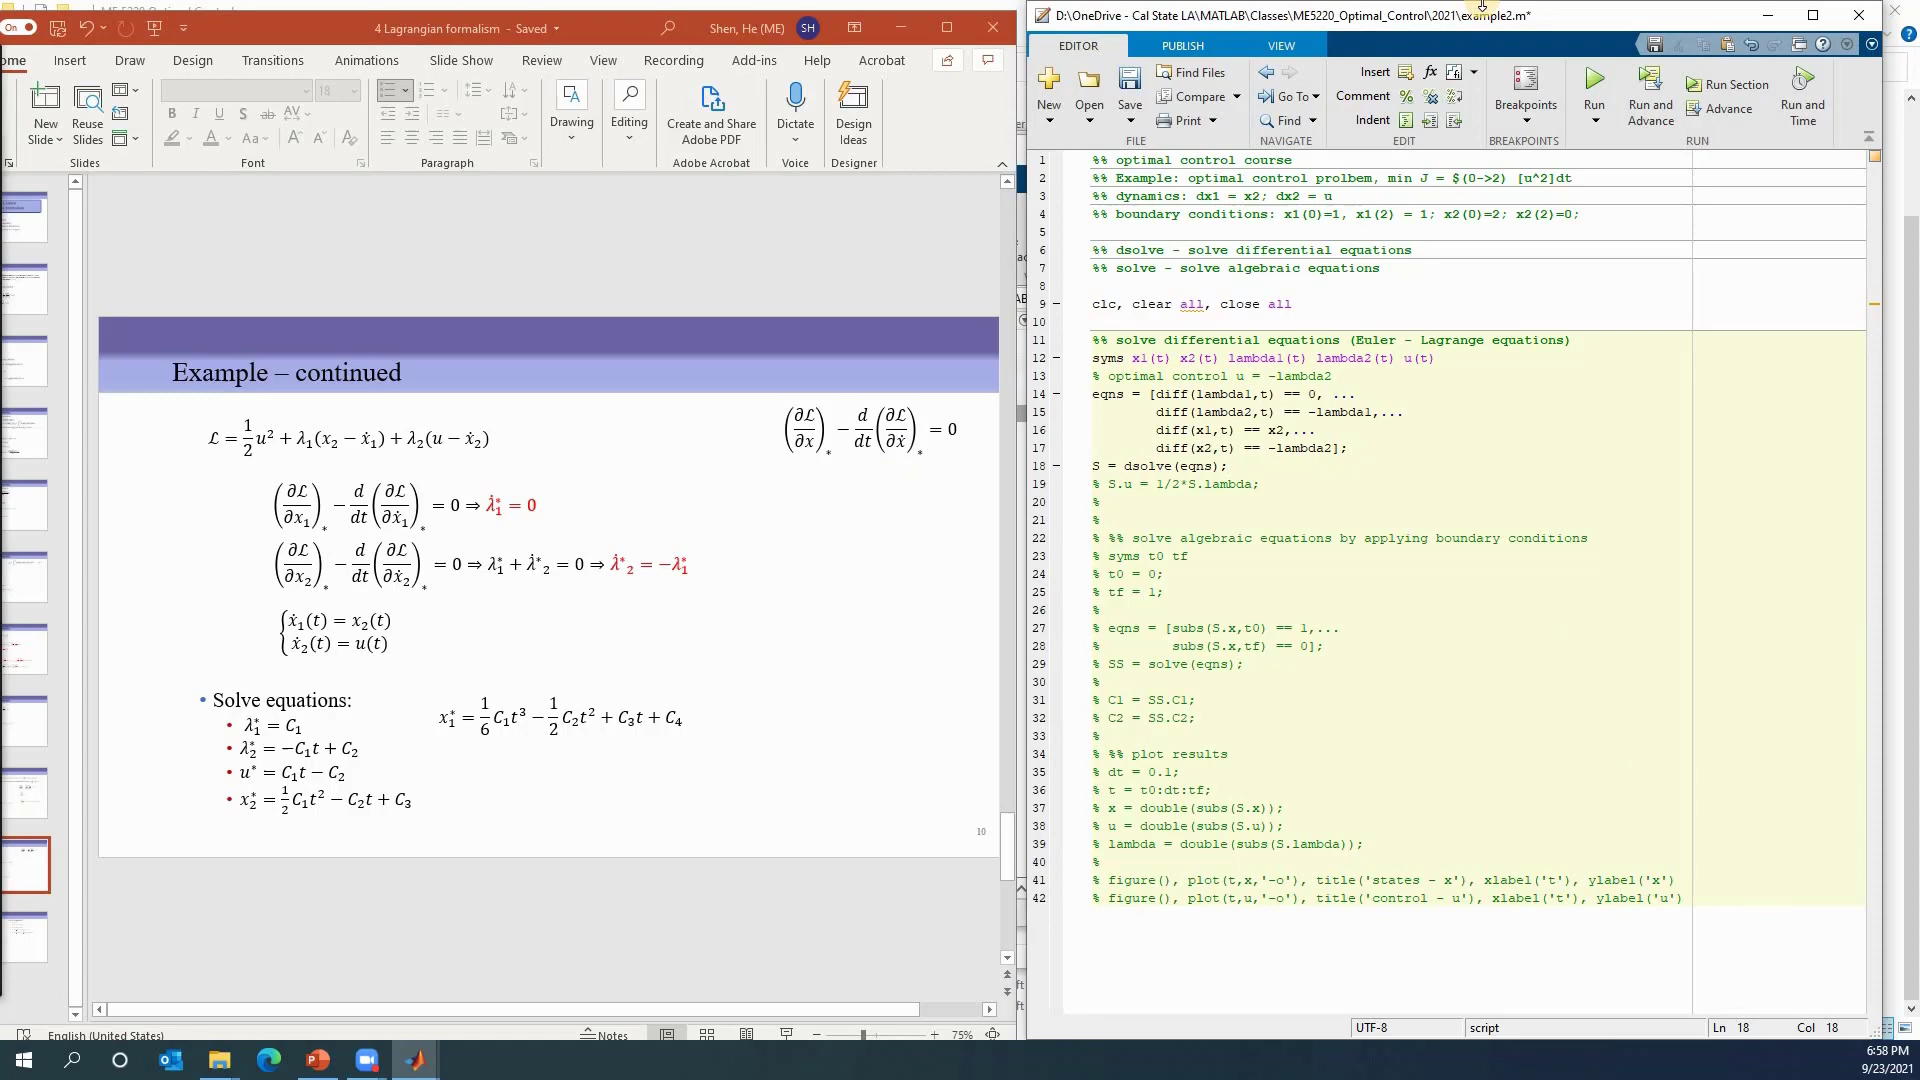 4 Lagrangian formalism - Saved
Shen, He (ME)
SH
On
ome Insert Draw Design Transitions Animations Slide Show Review View Recording Add-ins Help Acrobat
New Slide
Reuse Slides
18
B I U S ab AV
Aa
Drawing
Editing
Create and Share Adobe PDF
Dictate
Design Ideas
Slides Font Paragraph Adobe Acrobat Voice Designer
Example – continued
ℒ = 1/2 u² + λ₁(x₂ − ẋ₁) + λ₂(u − ẋ₂)
(∂ℒ/∂x)_* − d/dt (∂ℒ/∂ẋ)_* = 0
(∂ℒ/∂x₁)_* − d/dt (∂ℒ/∂ẋ₁)_* = 0 ⇒ λ̇₁* = 0
(∂ℒ/∂x₂)_* − d/dt (∂ℒ/∂ẋ₂)_* = 0 ⇒ λ₁* + λ̇*₂ = 0 ⇒ λ̇*₂ = −λ₁*
{ẋ₁(t) = x₂(t)
ẋ₂(t) = u(t)
• Solve equations:
• λ₁* = C₁
• λ₂* = −C₁t + C₂
• u* = C₁t − C₂
• x₂* = 1/2 C₁t² − C₂t + C₃
x₁* = 1/6 C₁t³ − 1/2 C₂t² + C₃t + C₄
10
English (United States)
Notes
75%
D:\OneDrive - Cal State LA\MATLAB\Classes\ME5220_Optimal_Control\2021\example2.m*
EDITOR PUBLISH VIEW
New Open Save
Find Files
Compare
Print
Go To
Find
Insert fx
Comment
Indent
Breakpoints
Run
Run and Advance
Run Section
Advance
Run and Time
FILE NAVIGATE EDIT BREAKPOINTS RUN
1 %% optimal control course
2 %% Example: optimal control prolbem, min J = $(0->2) [u^2]dt
3 %% dynamics: dx1 = x2; dx2 = u
4 %% boundary conditions: x1(0)=1, x1(2) = 1; x2(0)=2; x2(2)=0;
5
6 %% dsolve - solve differential equations
7 %% solve - solve algebraic equations
8
9 clc, clear all, close all
10
11 %% solve differential equations (Euler - Lagrange equations)
12 syms x1(t) x2(t) lambda1(t) lambda2(t) u(t)
13 % optimal control u = -lambda2
14 eqns = [diff(lambda1,t) == 0, ...
15 diff(lambda2,t) == -lambda1,...
16 diff(x1,t) == x2,...
17 diff(x2,t) == -lambda2];
18 S = dsolve(eqns);
19 % S.u = 1/2*S.lambda;
20 %
21 %
22 % %% solve algebraic equations by applying boundary conditions
23 % syms t0 tf
24 % t0 = 0;
25 % tf = 1;
26 %
27 % eqns = [subs(S.x,t0) == 1,...
28 % subs(S.x,tf) == 0];
29 % SS = solve(eqns);
30 %
31 % C1 = SS.C1;
32 % C2 = SS.C2;
33 %
34 % %% plot results
35 % dt = 0.1;
36 % t = t0:dt:tf;
37 % x = double(subs(S.x));
38 % u = double(subs(S.u));
39 % lambda = double(subs(S.lambda));
40 %
41 % figure(), plot(t,x,'-o'), title('states - x'), xlabel('t'), ylabel('x')
42 % figure(), plot(t,u,'-o'), title('control - u'), xlabel('t'), ylabel('u')
UTF-8 script Ln 18 Col 18
6:58 PM
9/23/2021